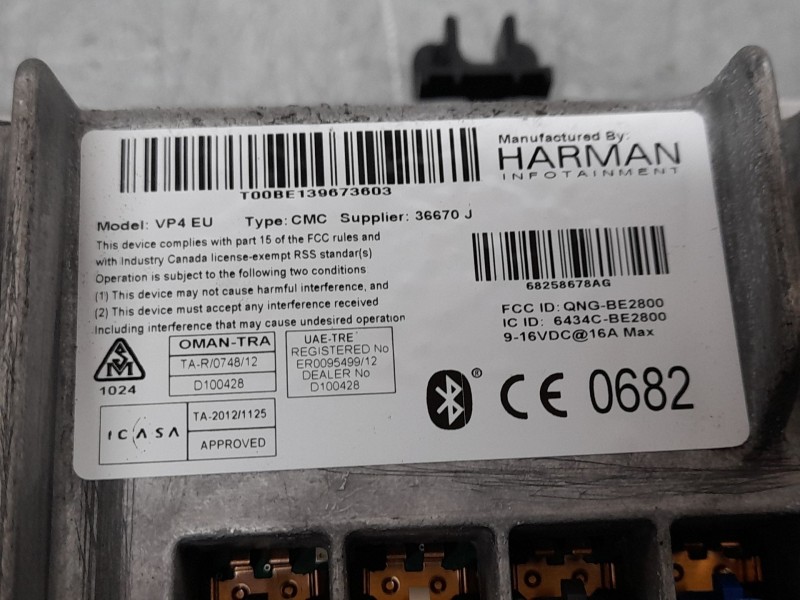 T00BE139673603
Manufactured By:
HARMAN
INFOTAINMENT
Model: VP4 EU Type: CMC Supplier: 36670 J
This device complies with part 15 of the FCC rules and
with Industry Canada license-exempt RSS standar(s)
Operation is subject to the following two conditions
(1) This device may not cause harmful interference, and
(2) This device must accept any interference received
Including interference that may cause undesired operation
68258678AG
FCC ID: QNG-BE2800
IC ID: 6434C-BE2800
9-16VDC@16A Max
1024
OMAN-TRA
TA-R/0748/12
D100428
UAE-TRE
REGISTERED No
ER0095499/12
DEALER No
D100428
® CE 0682
ICASA
TA-2012/1125
APPROVED